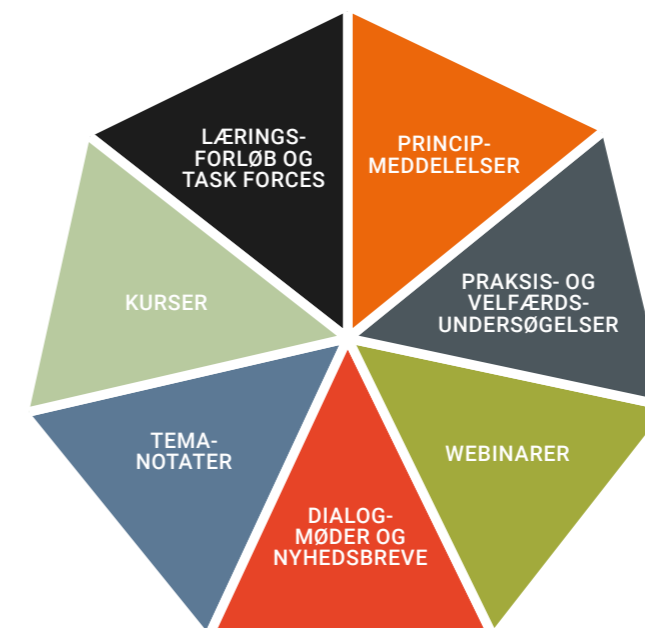 LÆRINGS-
FORLØB OG
TASK FORCES
PRINCIP-
MEDDELELSER
PRAKSIS- OG
VELFÆRDS-
UNDERSØGELSER
KURSER
TEMA-
NOTATER
WEBINARER
DIALOG-
MØDER OG
NYHEDSBREVE